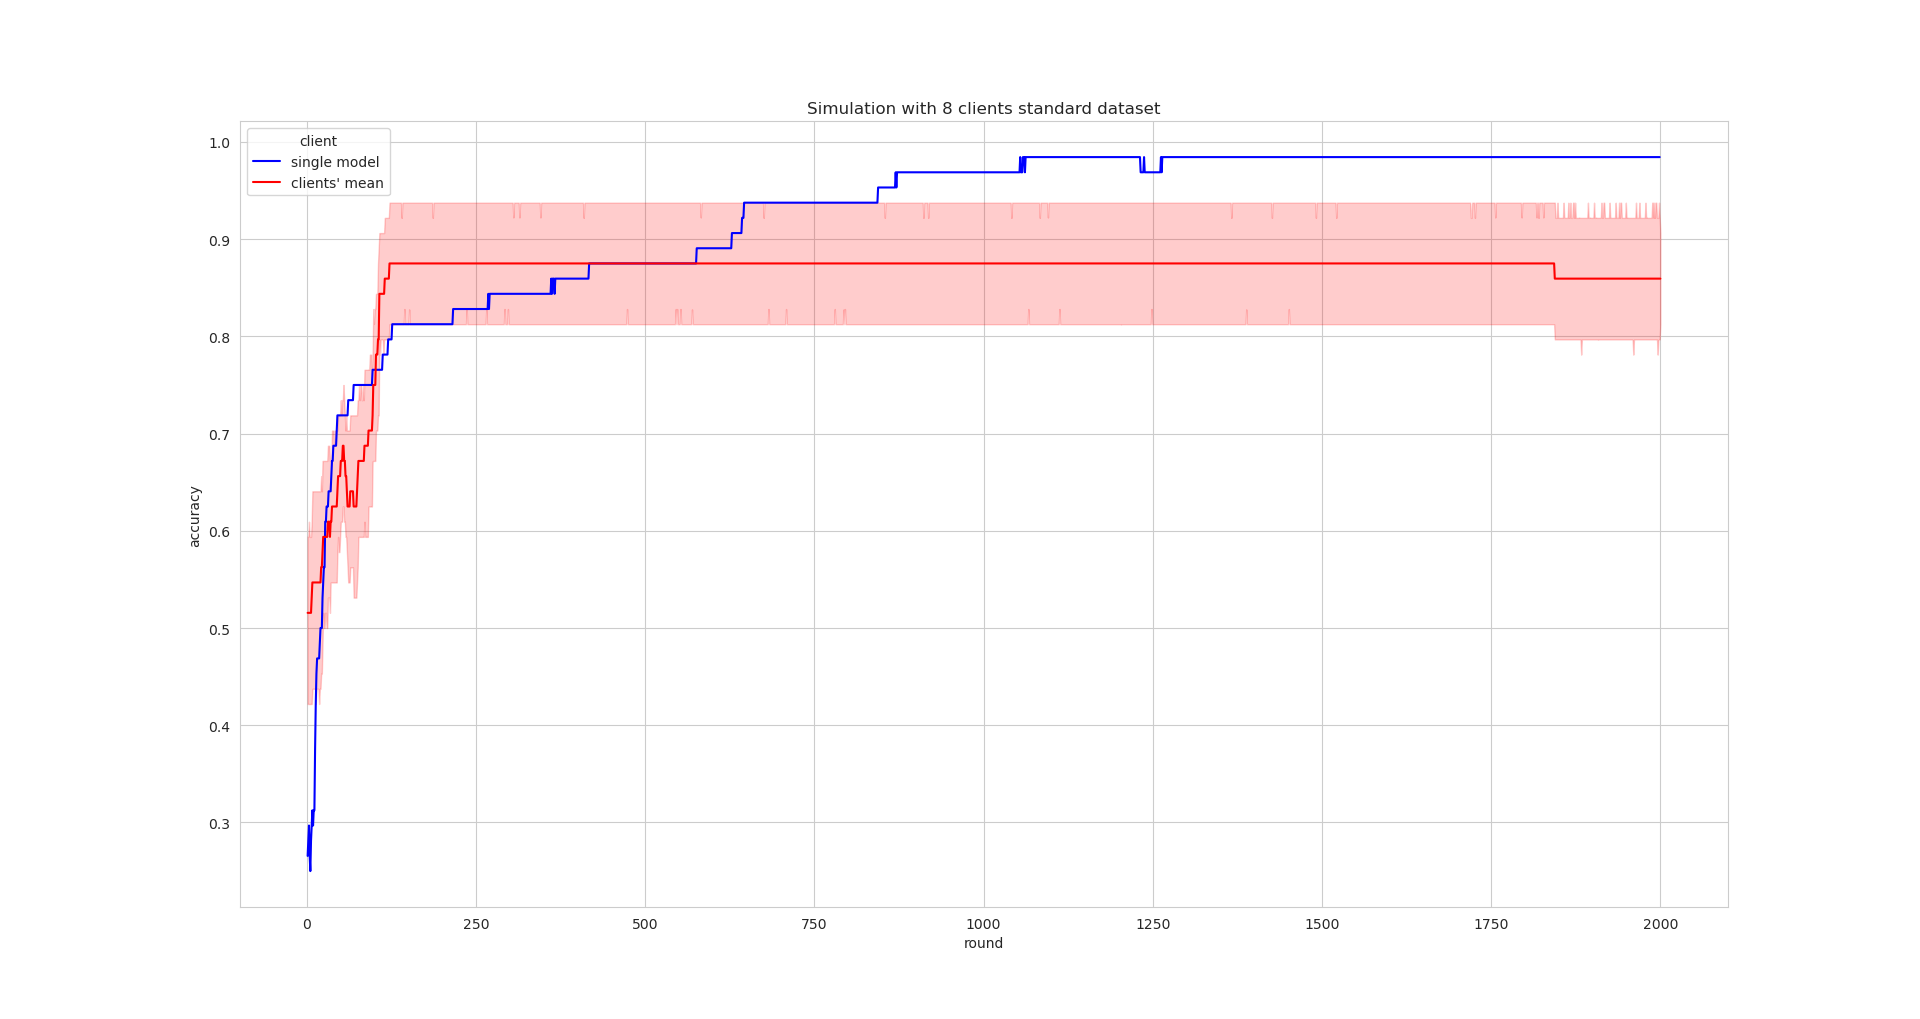 Simulation with 8 clients standard dataset
client
single model
clients' mean
accuracy
1.0
0.9
0.8
0.7
0.6
0.5
0.4
0.3
0 250 500 750 1000 1250 1500 1750 2000
round